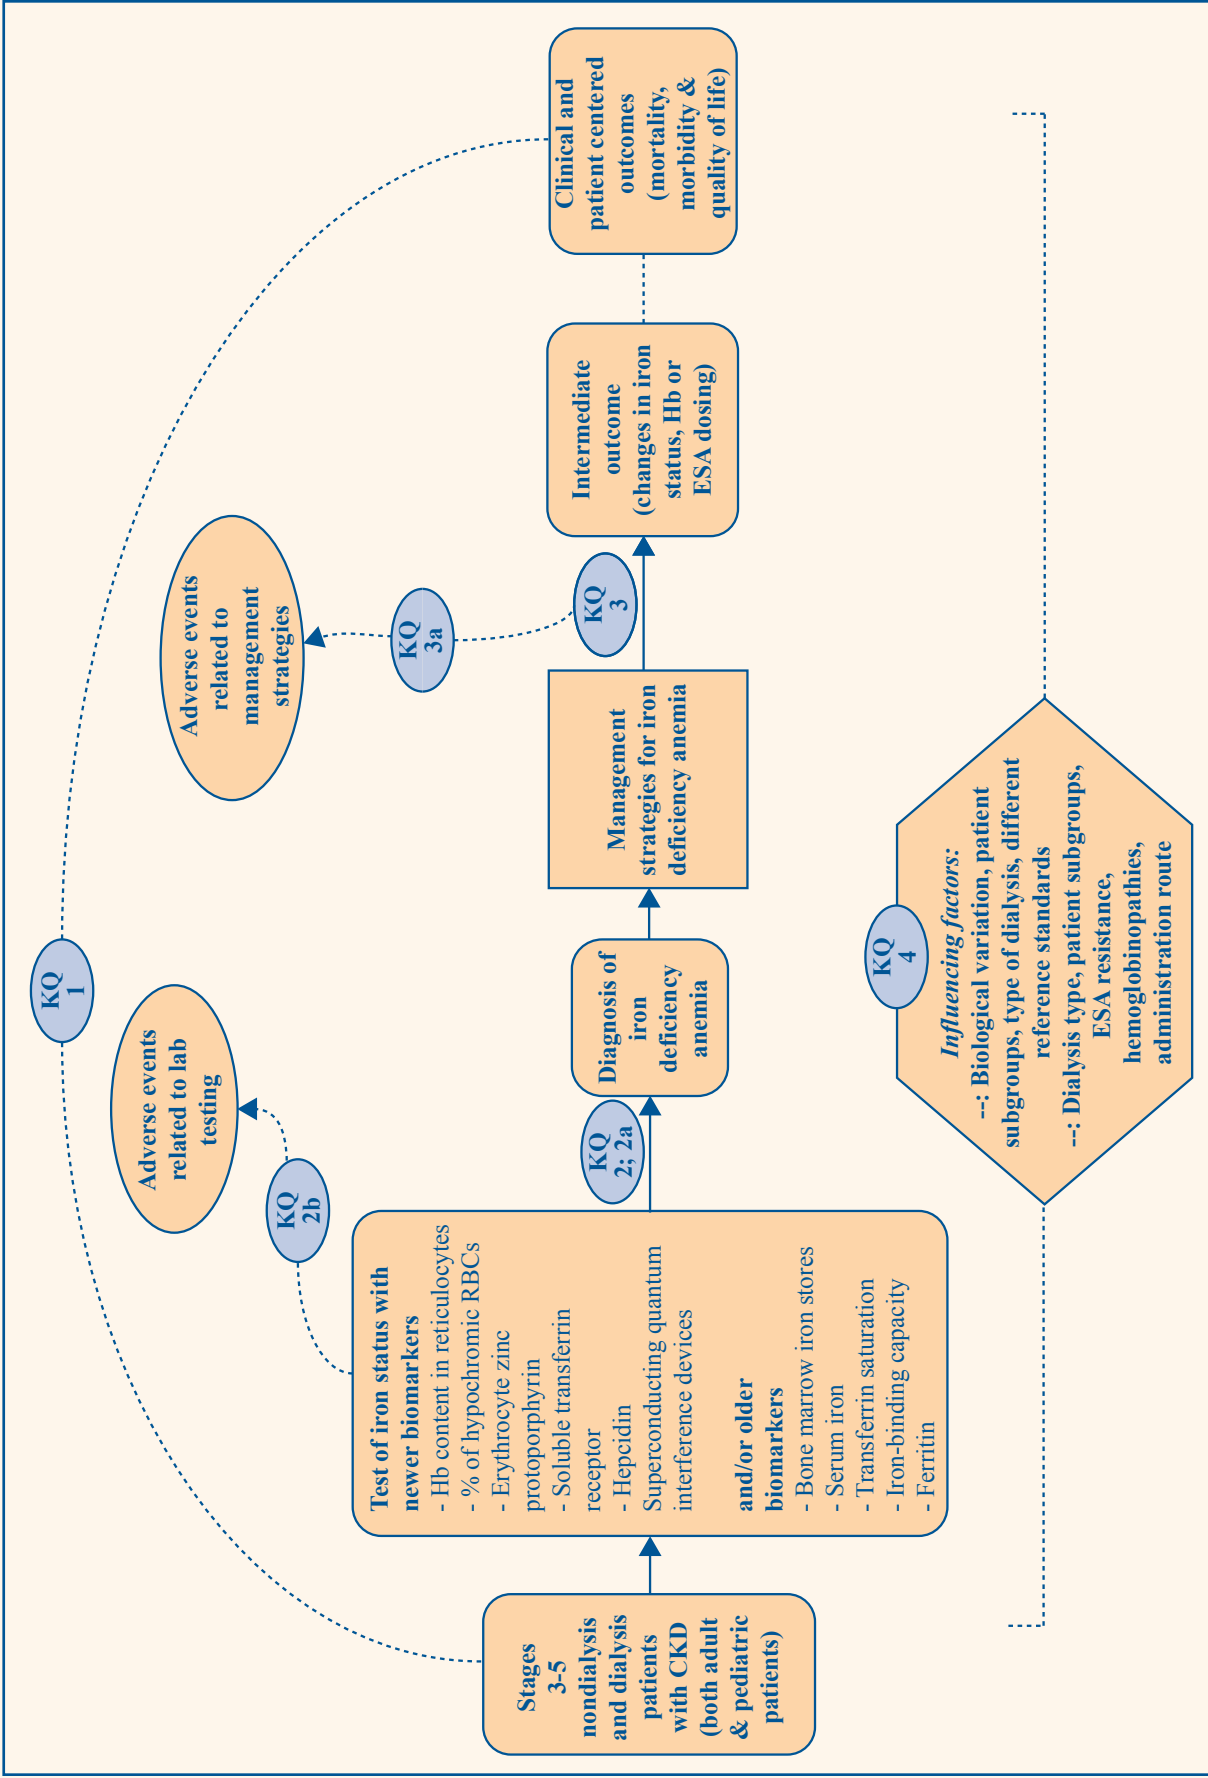 KQ
1
Adverse events
related to lab
testing
KQ
2b
Adverse events
related to
management
strategies
KQ
3a
Stages
3-5
nondialysis
and dialysis
patients
with CKD
(both adult
& pediatric
patients)
Test of iron status with
newer biomarkers
- Hb content in reticulocytes
- % of hypochromic RBCs
- Erythrocyte zinc
protoporphyrin
- Soluble transferrin
receptor
- Hepcidin
Superconducting quantum
interference devices
and/or older
biomarkers
- Bone marrow iron stores
- Serum iron
- Transferrin saturation
- Iron-binding capacity
- Ferritin
KQ
2; 2a
Diagnosis of
iron
deficiency
anemia
Management
strategies for iron
deficiency anemia
KQ
3
Intermediate
outcome
(changes in iron
status, Hb or
ESA dosing)
Clinical and
patient centered
outcomes
(mortality,
morbidity &
quality of life)
KQ
4
Influencing factors:
--: Biological variation, patient
subgroups, type of dialysis, different
reference standards
--: Dialysis type, patient subgroups,
ESA resistance,
hemoglobinopathies,
administration route